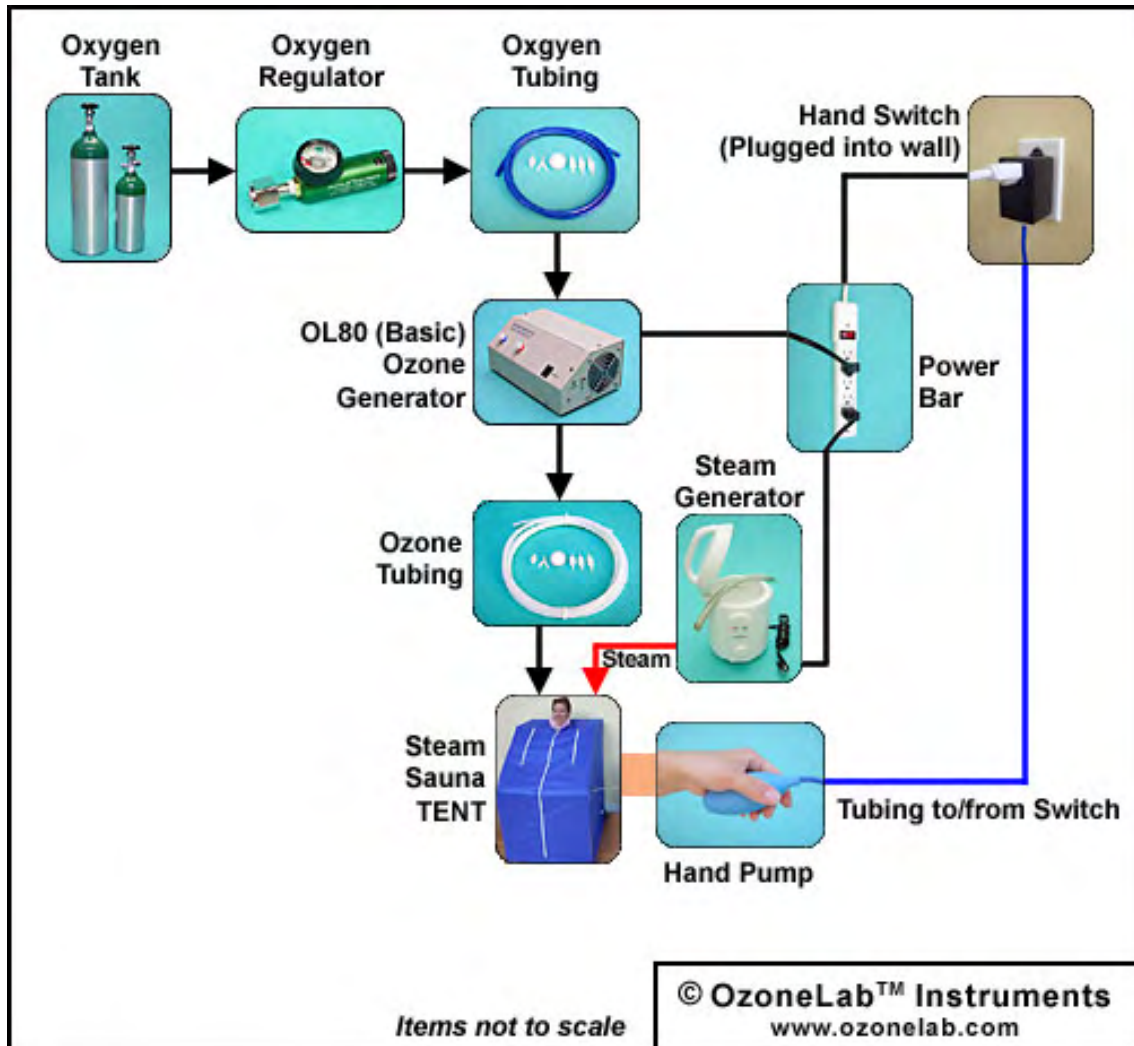 Oxygen
Tank
Oxygen
Regulator
Oxgyen
Tubing
Hand Switch
(Plugged into wall)
OL80 (Basic)
Ozone
Generator
Power
Bar
Steam
Generator
Ozone
Tubing
Steam
Steam
Sauna
TENT
Tubing to/from Switch
Hand Pump
© OzoneLab™ Instruments
www.ozonelab.com
Items not to scale